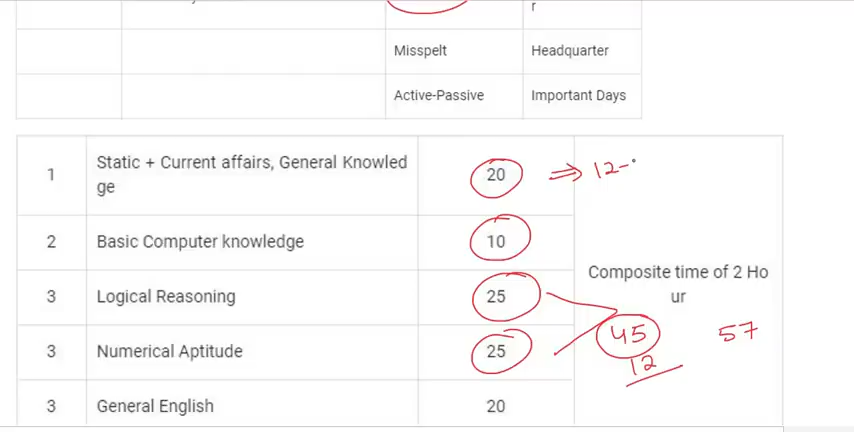 r
Misspelt Headquarter
Active-Passive Important Days
1 Static + Current affairs, General Knowled
ge
20 ⇒ 12-
2 Basic Computer knowledge 10
Composite time of 2 Ho
ur
3 Logical Reasoning 25
45 57
12
3 Numerical Aptitude 25
3 General English 20